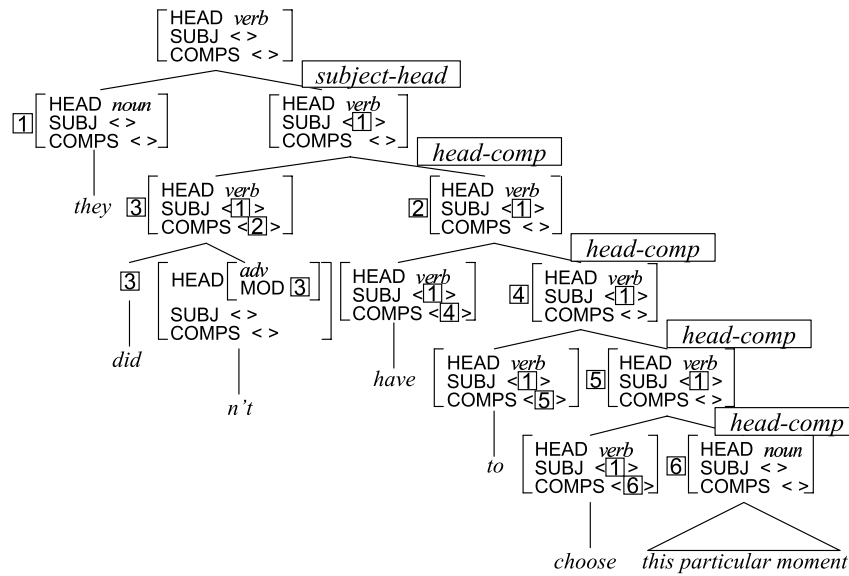 HEAD verb
SUBJ < >
COMPS < >
subject-head
1 HEAD noun
SUBJ < >
COMPS < >
HEAD verb
SUBJ <1>
COMPS < >
head-comp
they
3 HEAD verb
SUBJ <1>
COMPS <2>
2 HEAD verb
SUBJ <1>
COMPS < >
head-comp
3
HEAD adv
MOD 3
SUBJ < >
COMPS < >
HEAD verb
SUBJ <1>
COMPS <4>
4 HEAD verb
SUBJ <1>
COMPS < >
head-comp
did
n't
have
HEAD verb
SUBJ <1>
COMPS <5>
5 HEAD verb
SUBJ <1>
COMPS < >
head-comp
to
HEAD verb
SUBJ <1>
COMPS <6>
6 HEAD noun
SUBJ < >
COMPS < >
choose
this particular moment